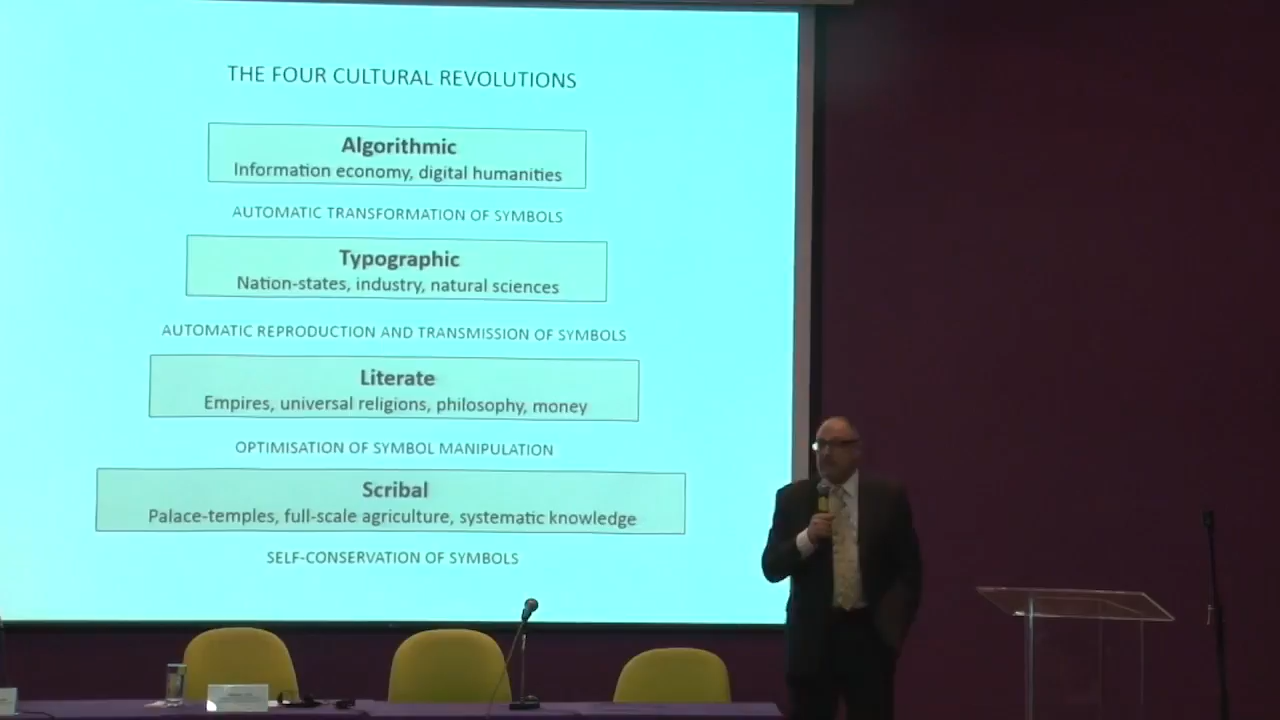 THE FOUR CULTURAL REVOLUTIONS
Algorithmic
Information economy, digital humanities
AUTOMATIC TRANSFORMATION OF SYMBOLS
Typographic
Nation-states, industry, natural sciences
AUTOMATIC REPRODUCTION AND TRANSMISSION OF SYMBOLS
Literate
Empires, universal religions, philosophy, money
OPTIMISATION OF SYMBOL MANIPULATION
Scribal
Palace-temples, full-scale agriculture, systematic knowledge
SELF-CONSERVATION OF SYMBOLS